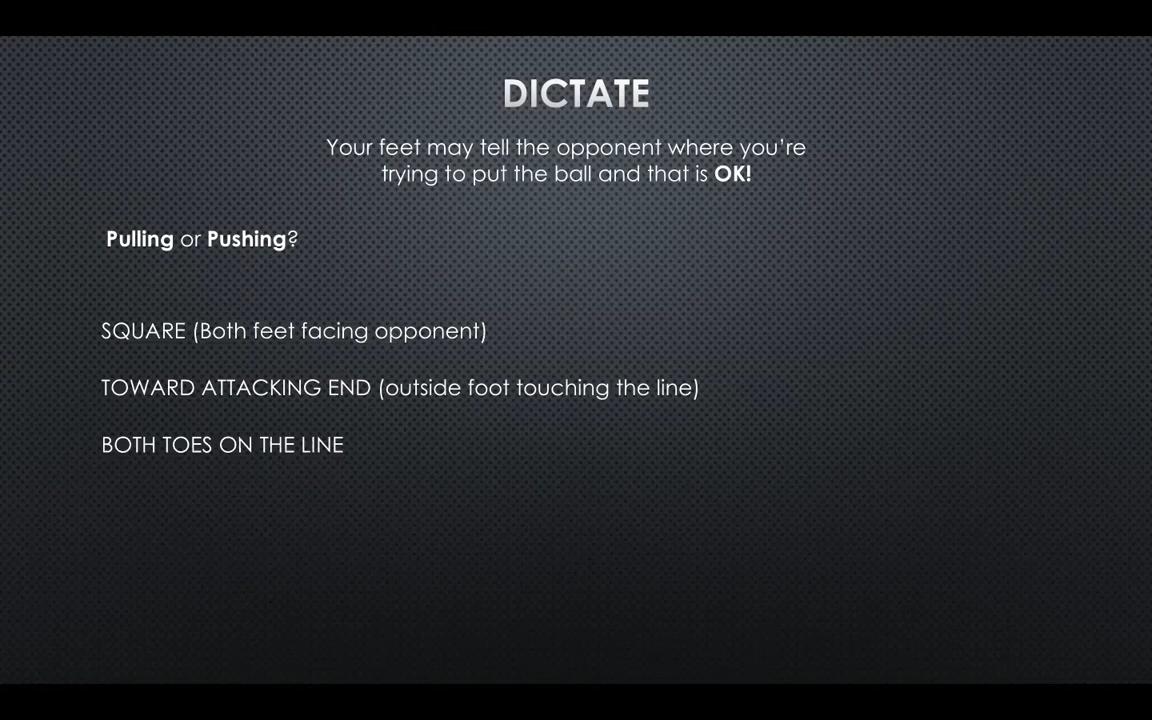 DICTATE
Your feet may tell the opponent where you’re
trying to put the ball and that is OK!
Pulling or Pushing?
SQUARE (Both feet facing opponent)
TOWARD ATTACKING END (outside foot touching the line)
BOTH TOES ON THE LINE